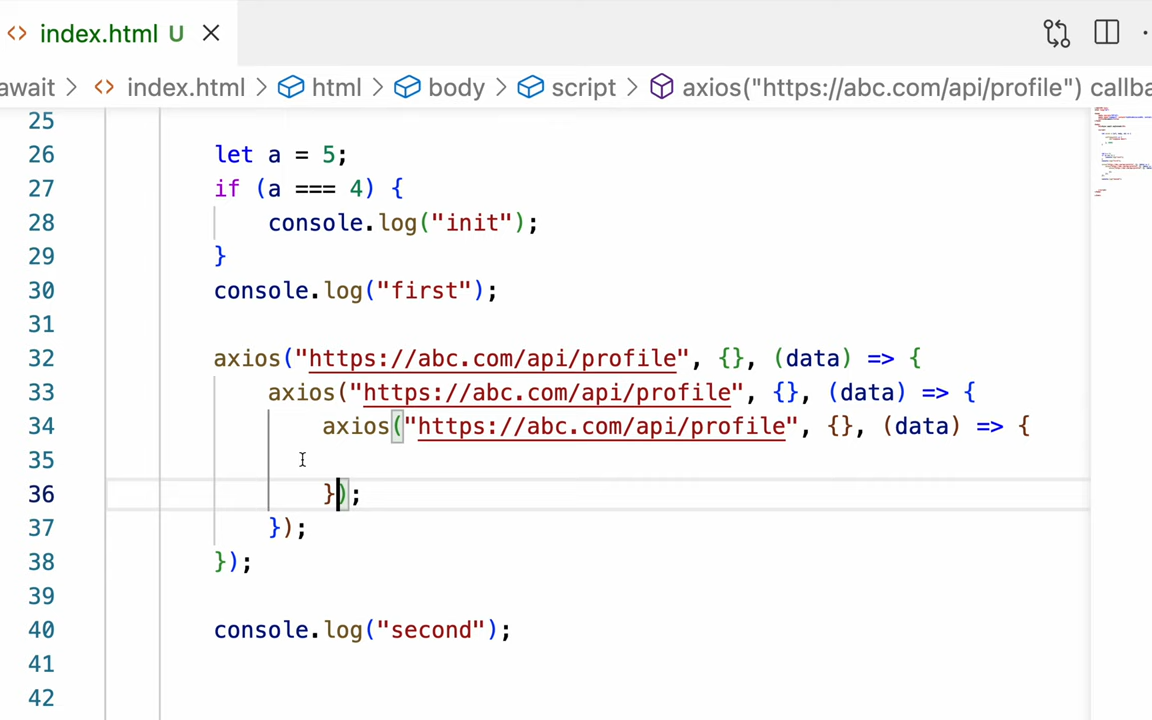 index.html U
await > index.html > html > body > script > axios("https://abc.com/api/profile") callba
25
26 let a = 5;
27 if (a === 4) {
28 console.log("init");
29 }
30 console.log("first");
31
32 axios("https://abc.com/api/profile", {}, (data) => {
33 axios("https://abc.com/api/profile", {}, (data) => {
34 axios("https://abc.com/api/profile", {}, (data) => {
35
36 });
37 });
38 });
39
40 console.log("second");
41
42